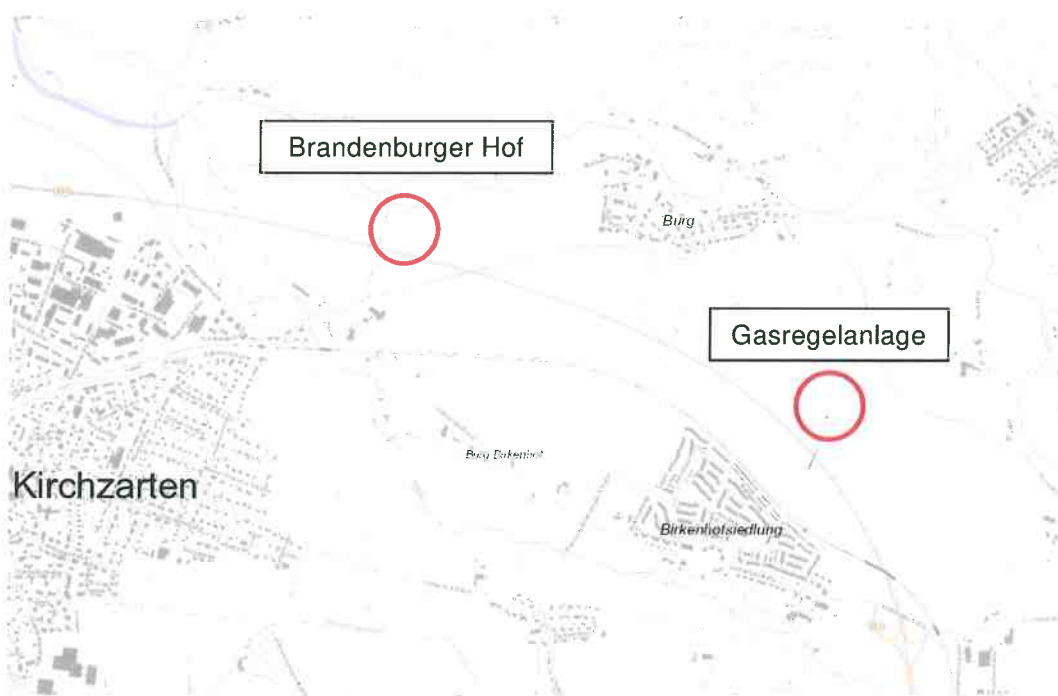 Brandenburger Hof
Burg
Gasregelanlage
Kirchzarten
Birkenhofsiedlung